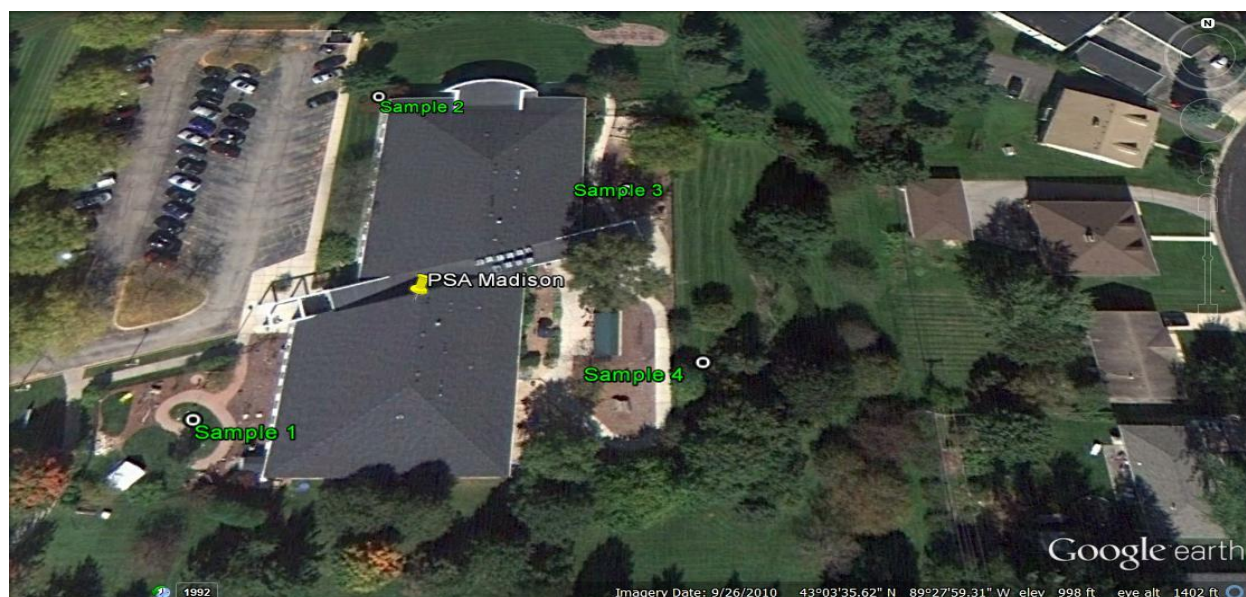 N
Sample 2
Sample 3
PSA Madison
Sample 4
Sample 1
Google earth
1992
Imagery Date: 9/26/2010 43°03'35.62" N 89°27'59.31" W elev 998 ft eye alt 1402 ft